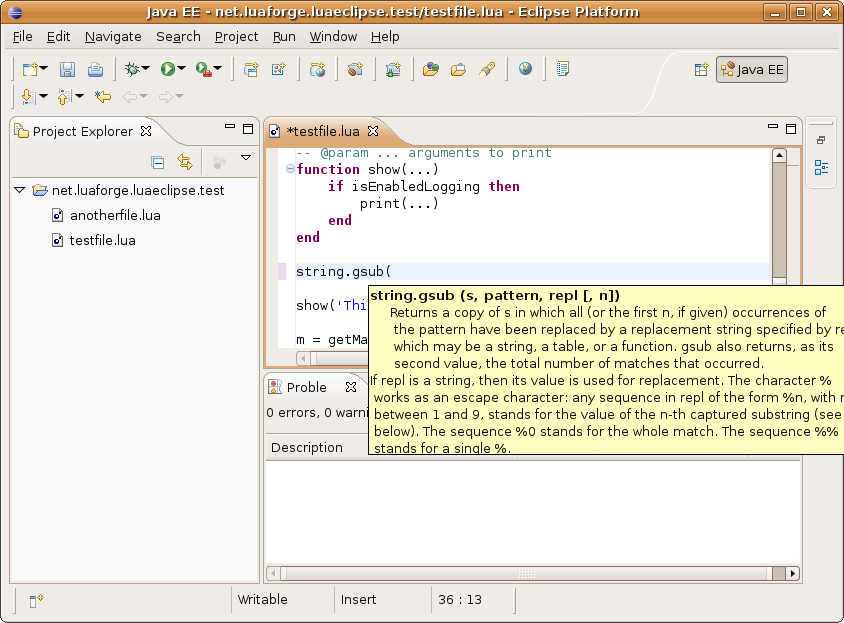 Java EE - net.luaforge.luaeclipse.test/testfile.lua - Eclipse Platform
File Edit Navigate Search Project Run Window Help
Java EE
Project Explorer
net.luaforge.luaeclipse.test
anotherfile.lua
testfile.lua
*testfile.lua
-- @param ... arguments to print
function show(...)
if isEnabledLogging then
print(...)
end
end
string.gsub(
show('Thi
m = getMa
string.gsub (s, pattern, repl [, n])
Returns a copy of s in which all (or the first n, if given) occurrences of
the pattern have been replaced by a replacement string specified by re
which may be a string, a table, or a function. gsub also returns, as its
second value, the total number of matches that occurred.
If repl is a string, then its value is used for replacement. The character %
works as an escape character: any sequence in repl of the form %n, with
between 1 and 9, stands for the value of the n-th captured substring (see
below). The sequence %0 stands for the whole match. The sequence %%
stands for a single %.
Proble
0 errors, 0 warni
Description
Writable
Insert
36 : 13